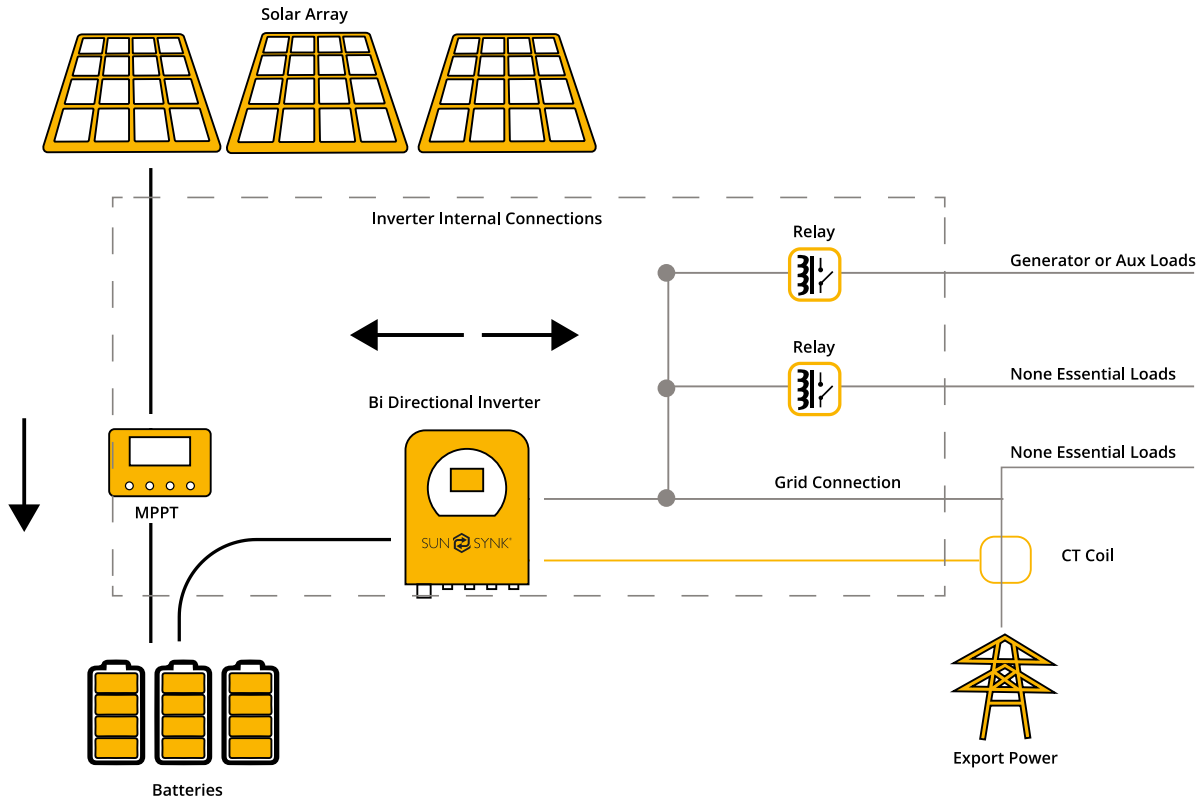 Solar Array
Inverter Internal Connections
Relay
Generator or Aux Loads
Relay
None Essential Loads
Bi Directional Inverter
None Essential Loads
Grid Connection
MPPT
SUN SYNK
CT Coil
Export Power
Batteries